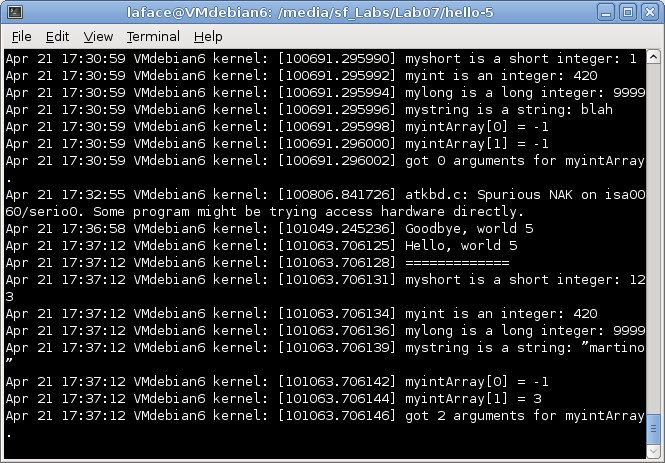 laface@VMdebian6: /media/sf_Labs/Lab07/hello-5
File Edit View Terminal Help
Apr 21 17:30:59 VMdebian6 kernel: [100691.295990] myshort is a short integer: 1
Apr 21 17:30:59 VMdebian6 kernel: [100691.295992] myint is an integer: 420
Apr 21 17:30:59 VMdebian6 kernel: [100691.295994] mylong is a long integer: 9999
Apr 21 17:30:59 VMdebian6 kernel: [100691.295996] mystring is a string: blah
Apr 21 17:30:59 VMdebian6 kernel: [100691.295998] myintArray[0] = -1
Apr 21 17:30:59 VMdebian6 kernel: [100691.296000] myintArray[1] = -1
Apr 21 17:30:59 VMdebian6 kernel: [100691.296002] got 0 arguments for myintArray
.
Apr 21 17:32:55 VMdebian6 kernel: [100806.841726] atkbd.c: Spurious NAK on isa00
60/serio0. Some program might be trying access hardware directly.
Apr 21 17:36:58 VMdebian6 kernel: [101049.245236] Goodbye, world 5
Apr 21 17:37:12 VMdebian6 kernel: [101063.706125] Hello, world 5
Apr 21 17:37:12 VMdebian6 kernel: [101063.706128] =============
Apr 21 17:37:12 VMdebian6 kernel: [101063.706131] myshort is a short integer: 12
3
Apr 21 17:37:12 VMdebian6 kernel: [101063.706134] myint is an integer: 420
Apr 21 17:37:12 VMdebian6 kernel: [101063.706136] mylong is a long integer: 9999
Apr 21 17:37:12 VMdebian6 kernel: [101063.706139] mystring is a string: ”martino
”
Apr 21 17:37:12 VMdebian6 kernel: [101063.706142] myintArray[0] = -1
Apr 21 17:37:12 VMdebian6 kernel: [101063.706144] myintArray[1] = 3
Apr 21 17:37:12 VMdebian6 kernel: [101063.706146] got 2 arguments for myintArray
.